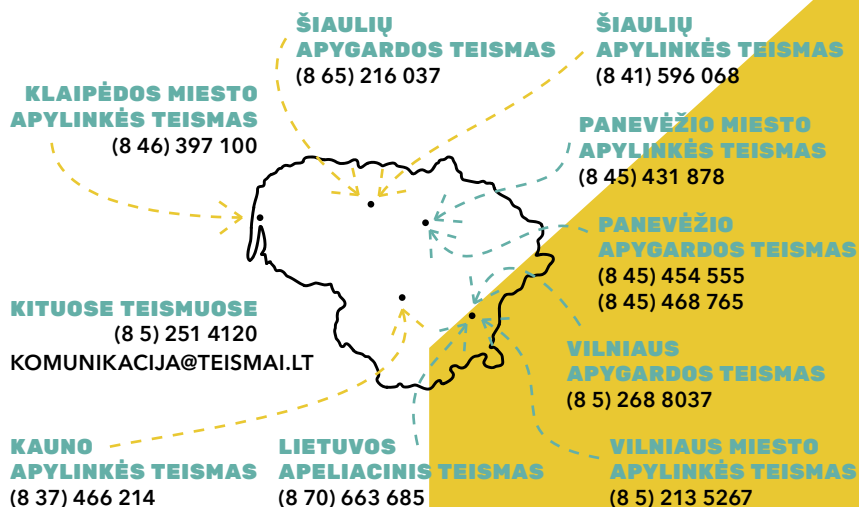 ŠIAULIŲ
APYGARDOS TEISMAS
(8 65) 216 037
ŠIAULIŲ
APYLINKĖS TEISMAS
(8 41) 596 068
KLAIPĖDOS MIESTO
APYLINKĖS TEISMAS
(8 46) 397 100
PANEVĖŽIO MIESTO
APYLINKĖS TEISMAS
(8 45) 431 878
PANEVĖŽIO
APYGARDOS TEISMAS
(8 45) 454 555
(8 45) 468 765
KITUOSE TEISMUOSE
(8 5) 251 4120
KOMUNIKACIJA@TEISMAI.LT
VILNIAUS
APYGARDOS TEISMAS
(8 5) 268 8037
KAUNO
APYLINKĖS TEISMAS
(8 37) 466 214
LIETUVOS
APELIACINIS TEISMAS
(8 70) 663 685
VILNIAUS MIESTO
APYLINKĖS TEISMAS
(8 5) 213 5267